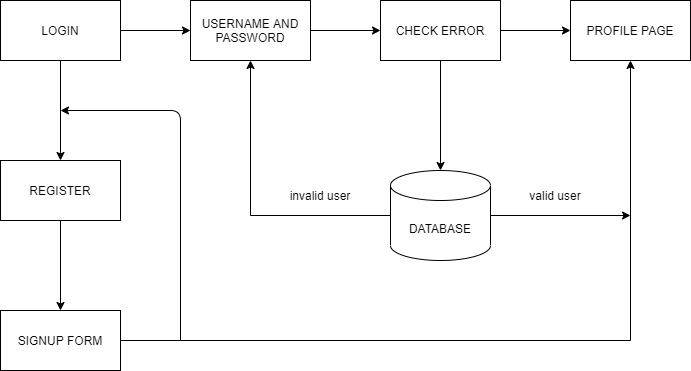 LOGIN
USERNAME AND
PASSWORD
CHECK ERROR
PROFILE PAGE
REGISTER
invalid user
valid user
DATABASE
SIGNUP FORM